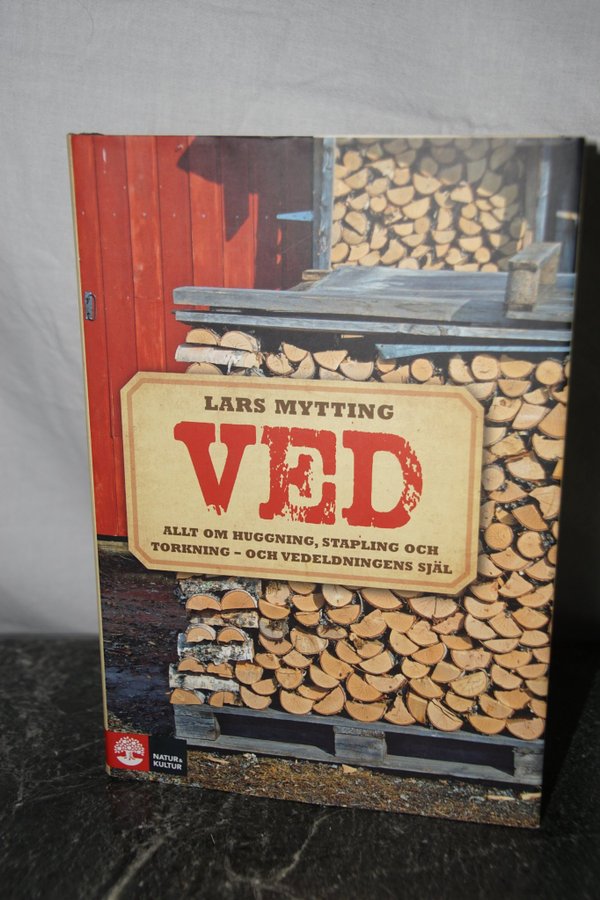 LARS MYTTING
VED
ALLT OM HUGGNING, STAPLING OCH
TORKNING – OCH VEDELDNINGENS SJÄL
NATUR &
KULTUR